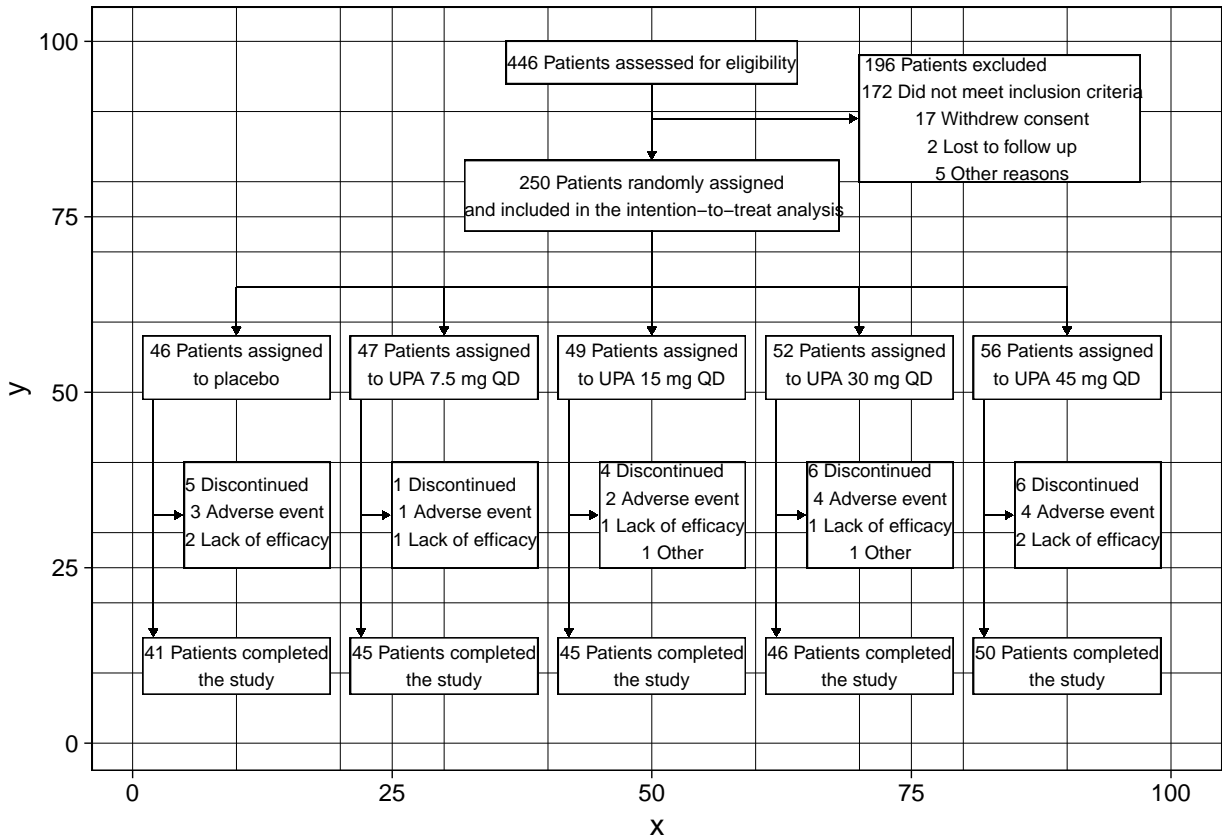 446 Patients assessed for eligibility
196 Patients excluded
172 Did not meet inclusion criteria
17 Withdrew consent
2 Lost to follow up
5 Other reasons
250 Patients randomly assigned
and included in the intention−to−treat analysis
46 Patients assigned
to placebo
47 Patients assigned
to UPA 7.5 mg QD
49 Patients assigned
to UPA 15 mg QD
52 Patients assigned
to UPA 30 mg QD
56 Patients assigned
to UPA 45 mg QD
5 Discontinued
3 Adverse event
2 Lack of efficacy
1 Discontinued
1 Adverse event
1 Lack of efficacy
4 Discontinued
2 Adverse event
1 Lack of efficacy
1 Other
6 Discontinued
4 Adverse event
1 Lack of efficacy
1 Other
6 Discontinued
4 Adverse event
2 Lack of efficacy
41 Patients completed
the study
45 Patients completed
the study
45 Patients completed
the study
46 Patients completed
the study
50 Patients completed
the study
100
75
50
25
0
y
0
25
50
75
100
x